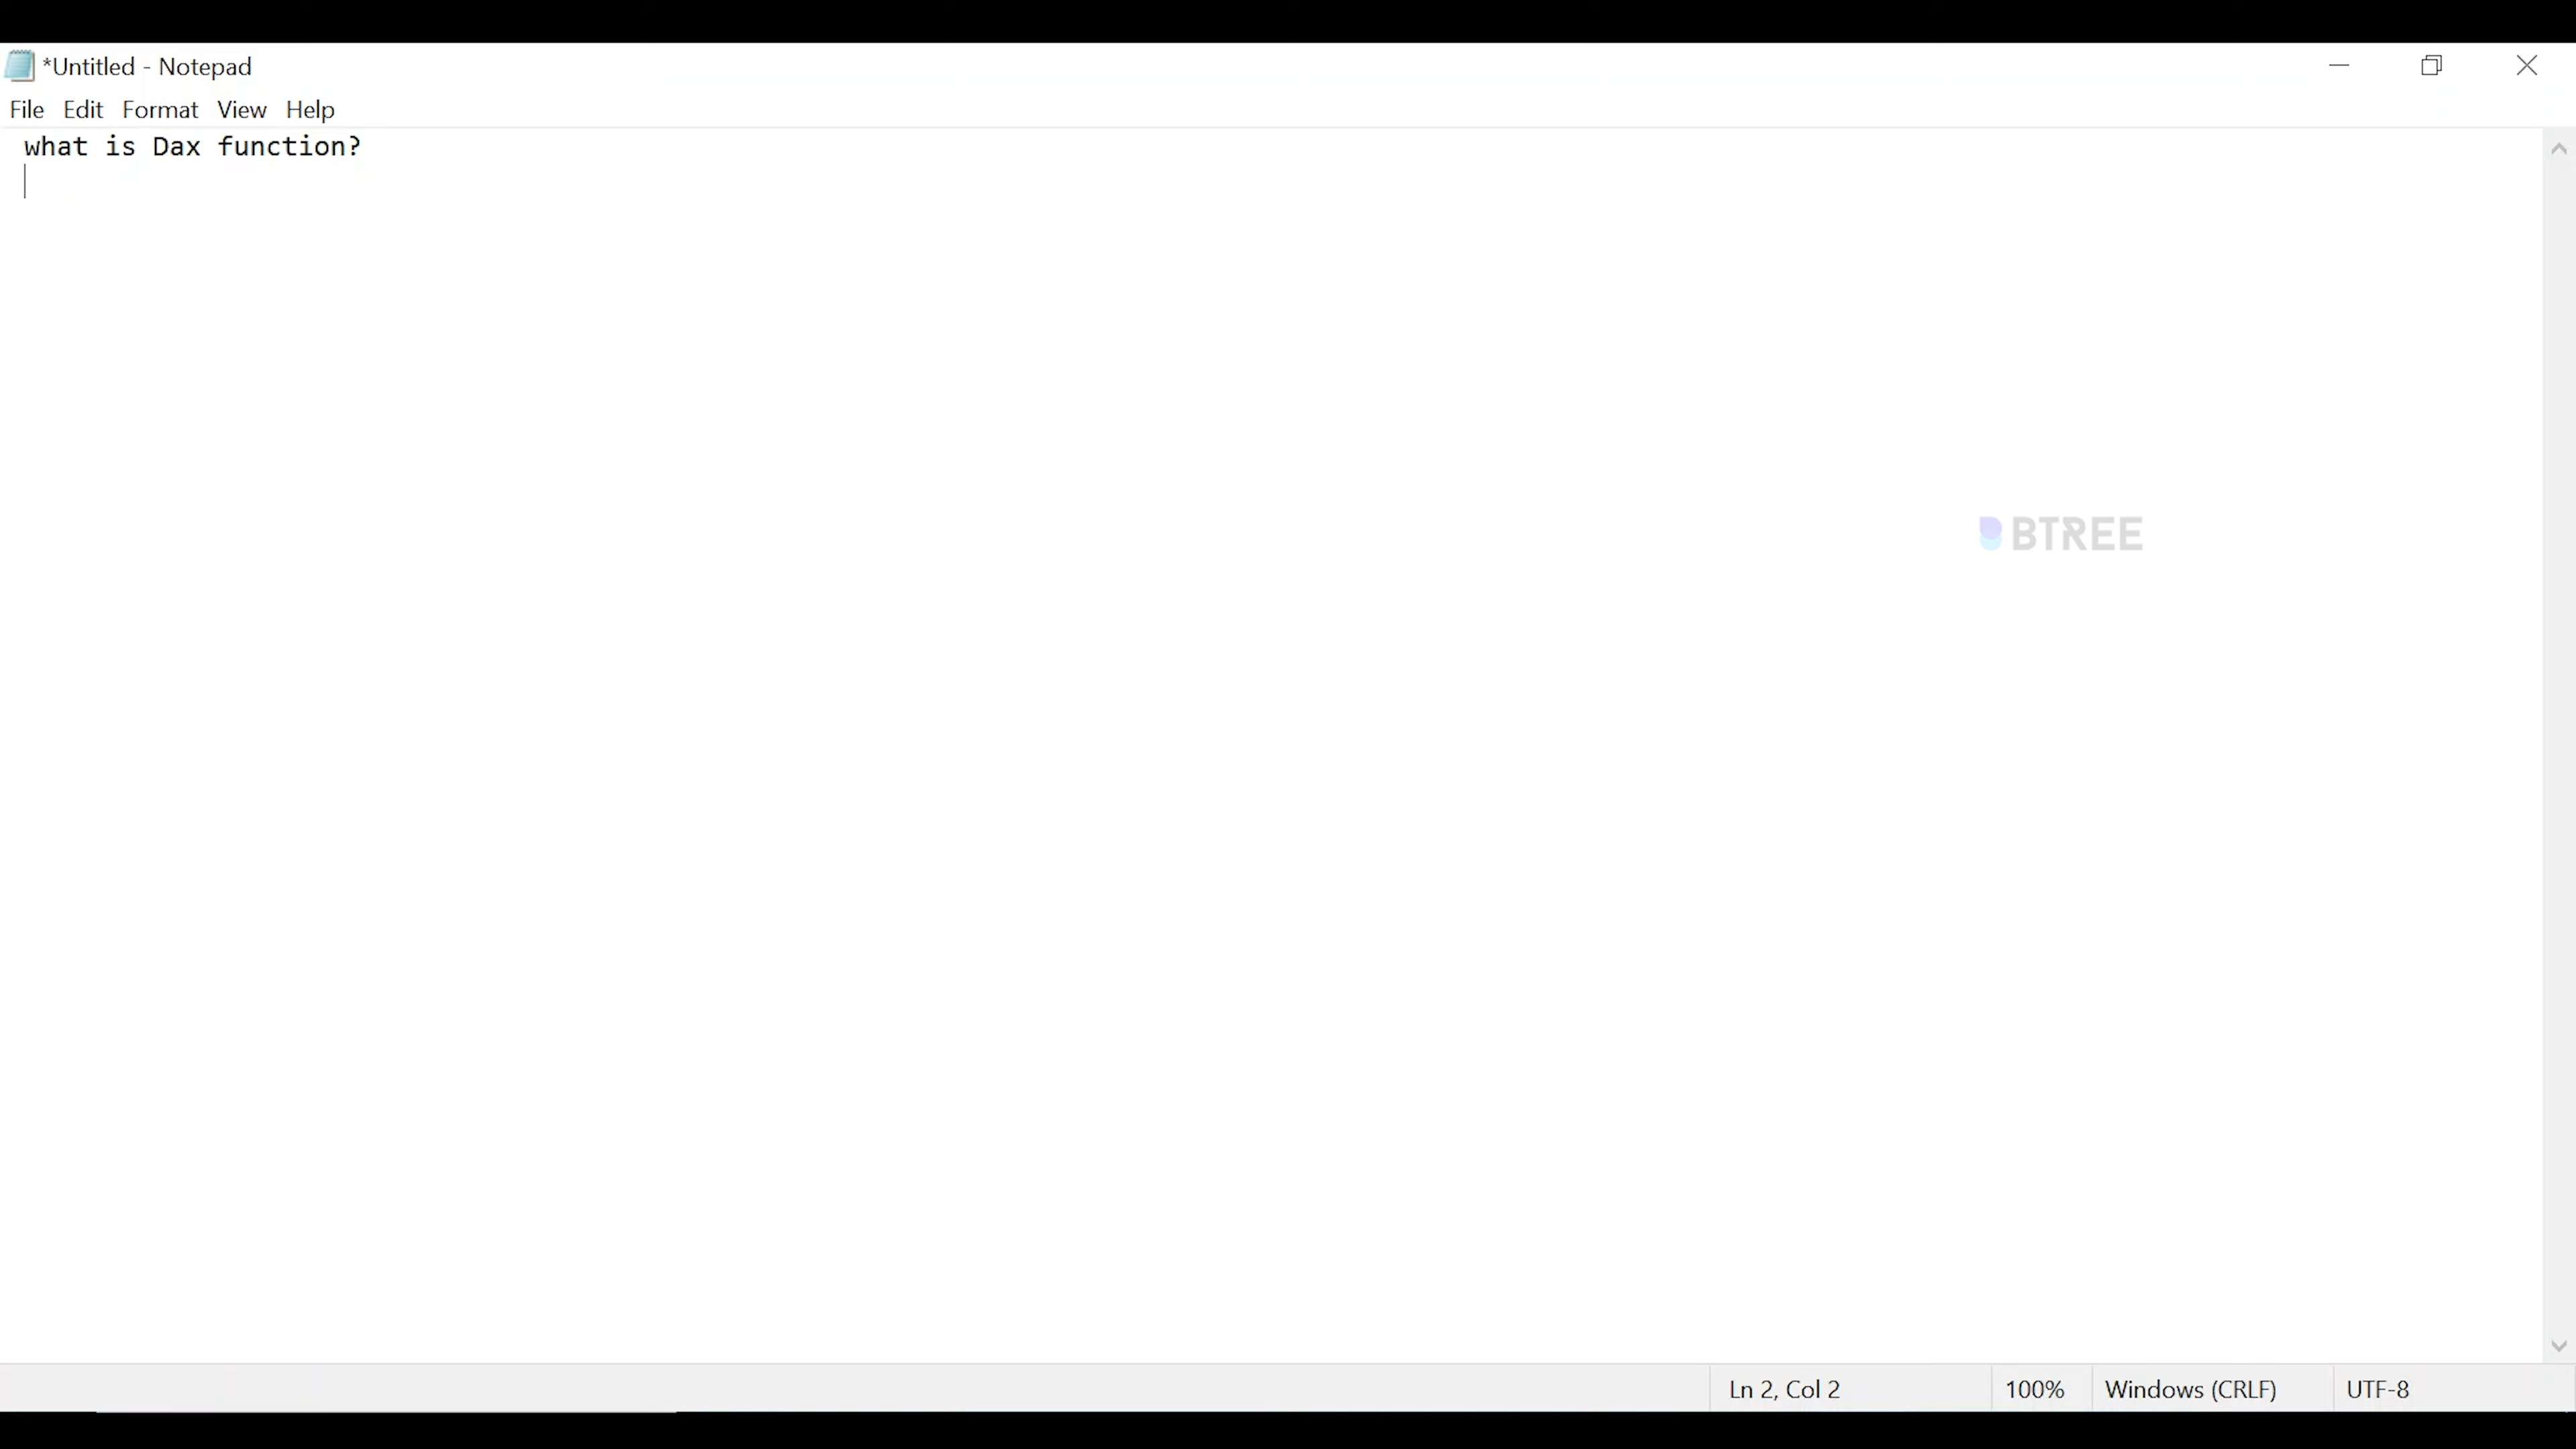 *Untitled - Notepad
File Edit Format View Help
what is Dax function?
BTREE
Ln 2, Col 2 100% Windows (CRLF) UTF-8